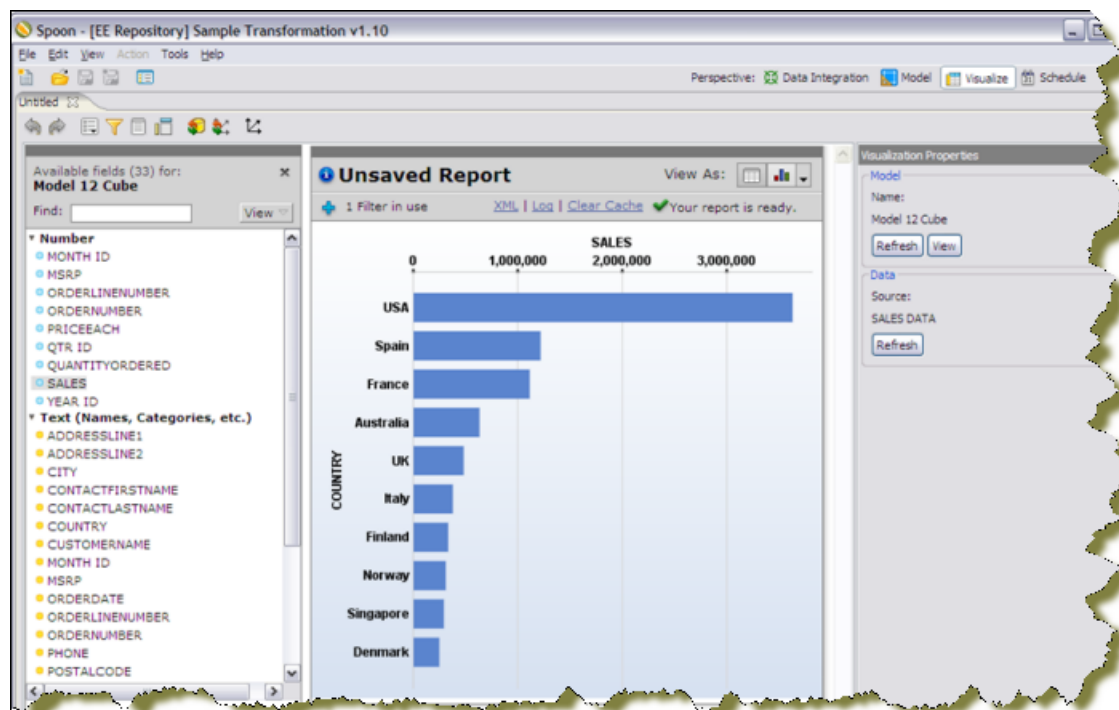 Spoon - [EE Repository] Sample Transformation v1.10
File Edit View Action Tools Help
Perspective: Data Integration Model Visualize Schedule
Untitled
Available fields (33) for:
Model 12 Cube
Find: View
Number
MONTH ID
MSRP
ORDERLINENUMBER
ORDERNUMBER
PRICEEACH
QTR ID
QUANTITYORDERED
SALES
YEAR ID
Text (Names, Categories, etc.)
ADDRESSLINE1
ADDRESSLINE2
CITY
CONTACTFIRSTNAME
CONTACTLASTNAME
COUNTRY
CUSTOMERNAME
MONTH ID
MSRP
ORDERDATE
ORDERLINENUMBER
ORDERNUMBER
PHONE
POSTALCODE
Unsaved Report View As:
1 Filter in use XML | Log | Clear Cache Your report is ready.
SALES
0 1,000,000 2,000,000 3,000,000
COUNTRY
USA
Spain
France
Australia
UK
Italy
Finland
Norway
Singapore
Denmark
Visualization Properties
Model
Name:
Model 12 Cube
Refresh View
Data
Source:
SALES DATA
Refresh